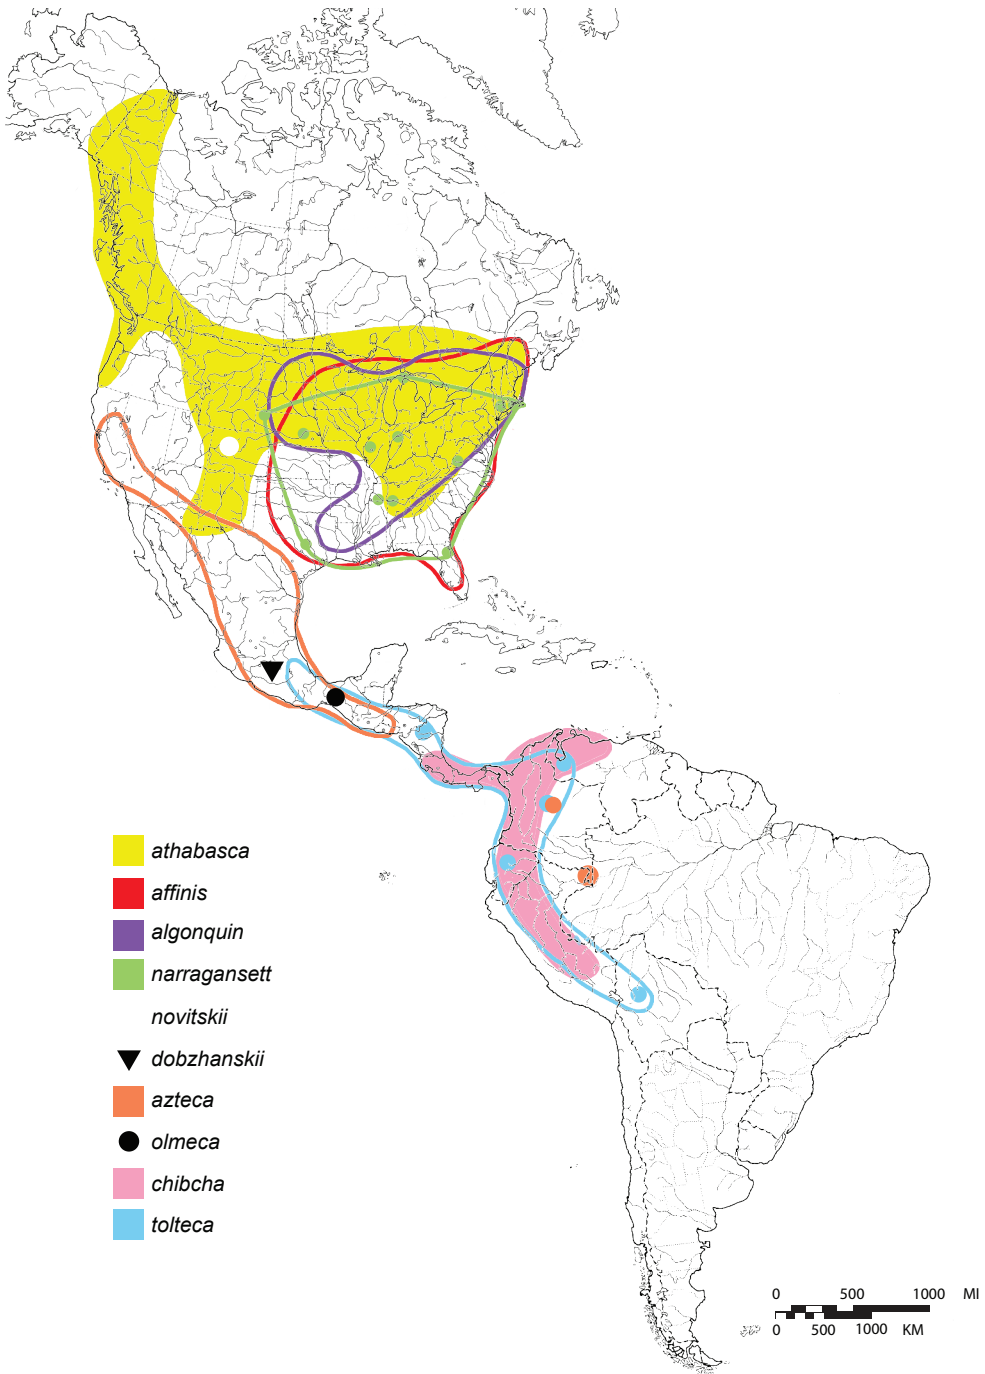 athabasca
affinis
algonquin
narragansett
novitskii
dobzhanskii
azteca
olmeca
chibcha
tolteca
0 500 1000 MI
0 500 1000 KM